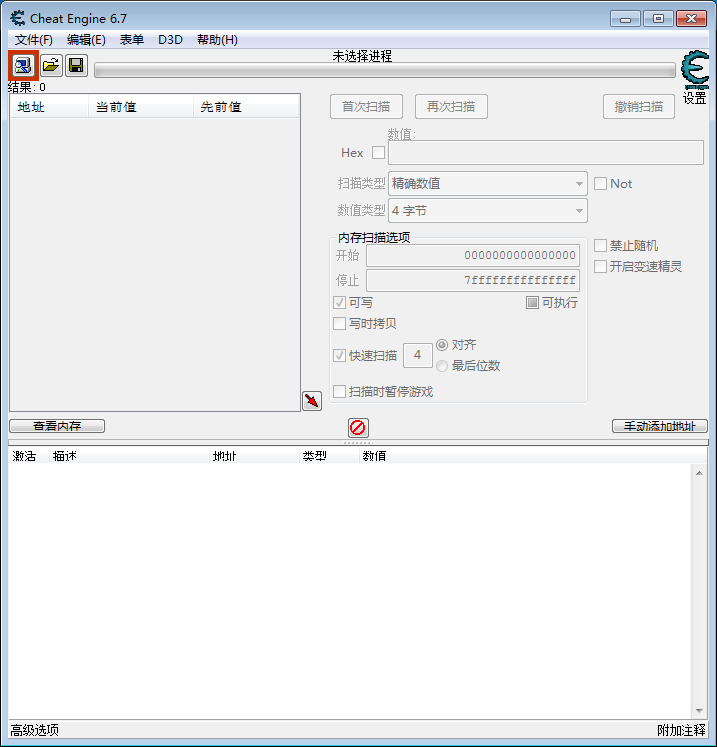 Cheat Engine 6.7
文件(F) 编辑(E) 表单 D3D 帮助(H)
未选择进程
结果: 0
设置
地址 当前值 先前值
首次扫描 再次扫描 撤销扫描
数值:
Hex
扫描类型 精确数值 Not
数值类型 4 字节
内存扫描选项
开始 0000000000000000
停止 7fffffffffffffff
禁止随机
开启变速精灵
可写 可执行
写时拷贝
快速扫描 4 对齐
最后位数
扫描时暂停游戏
查看内存 手动添加地址
激活 描述 地址 类型 数值
高级选项 附加注释